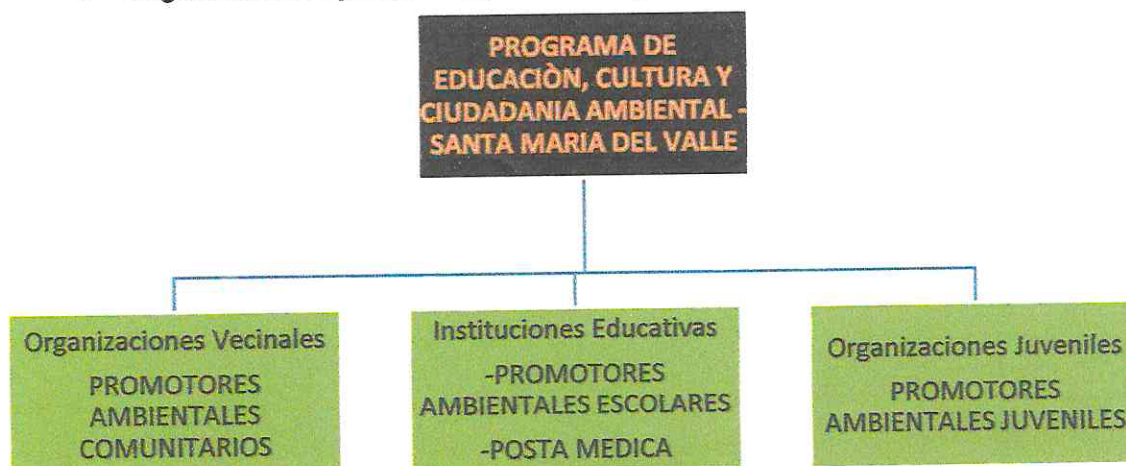 PROGRAMA DE
EDUCACIÒN, CULTURA Y
CIUDADANIA AMBIENTAL -
SANTA MARIA DEL VALLE
Organizaciones Vecinales
PROMOTORES
AMBIENTALES
COMUNITARIOS
Instituciones Educativas
-PROMOTORES
AMBIENTALES ESCOLARES
-POSTA MEDICA
Organizaciones Juveniles
PROMOTORES
AMBIENTALES JUVENILES